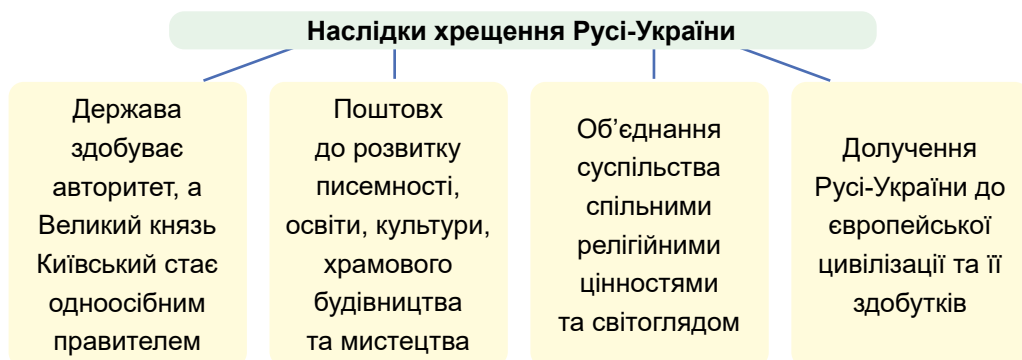 Наслідки хрещення Русі-України
Держава
здобуває
авторитет, а
Великий князь
Київський стає
одноосібним
правителем
Поштовх
до розвитку
писемності,
освіти, культури,
храмового
будівництва
та мистецтва
Об’єднання
суспільства
спільними
релігійними
цінностями
та світоглядом
Долучення
Русі-України до
європейської
цивілізації та її
здобутків